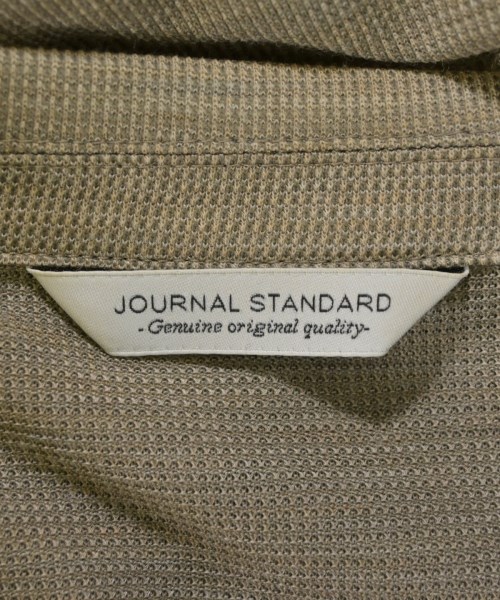 JOURNAL STANDARD
-Genuine original quality-